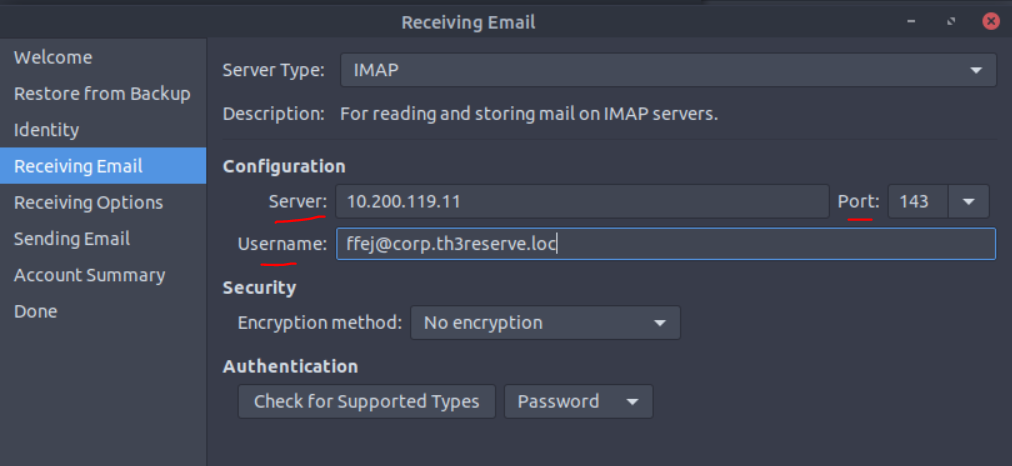 Receiving Email
Welcome
Restore from Backup
Identity
Receiving Email
Receiving Options
Sending Email
Account Summary
Done
Server Type: IMAP
Description: For reading and storing mail on IMAP servers.
Configuration
Server: 10.200.119.11 Port: 143
Username: ffej@corp.th3reserve.loc
Security
Encryption method: No encryption
Authentication
Check for Supported Types Password